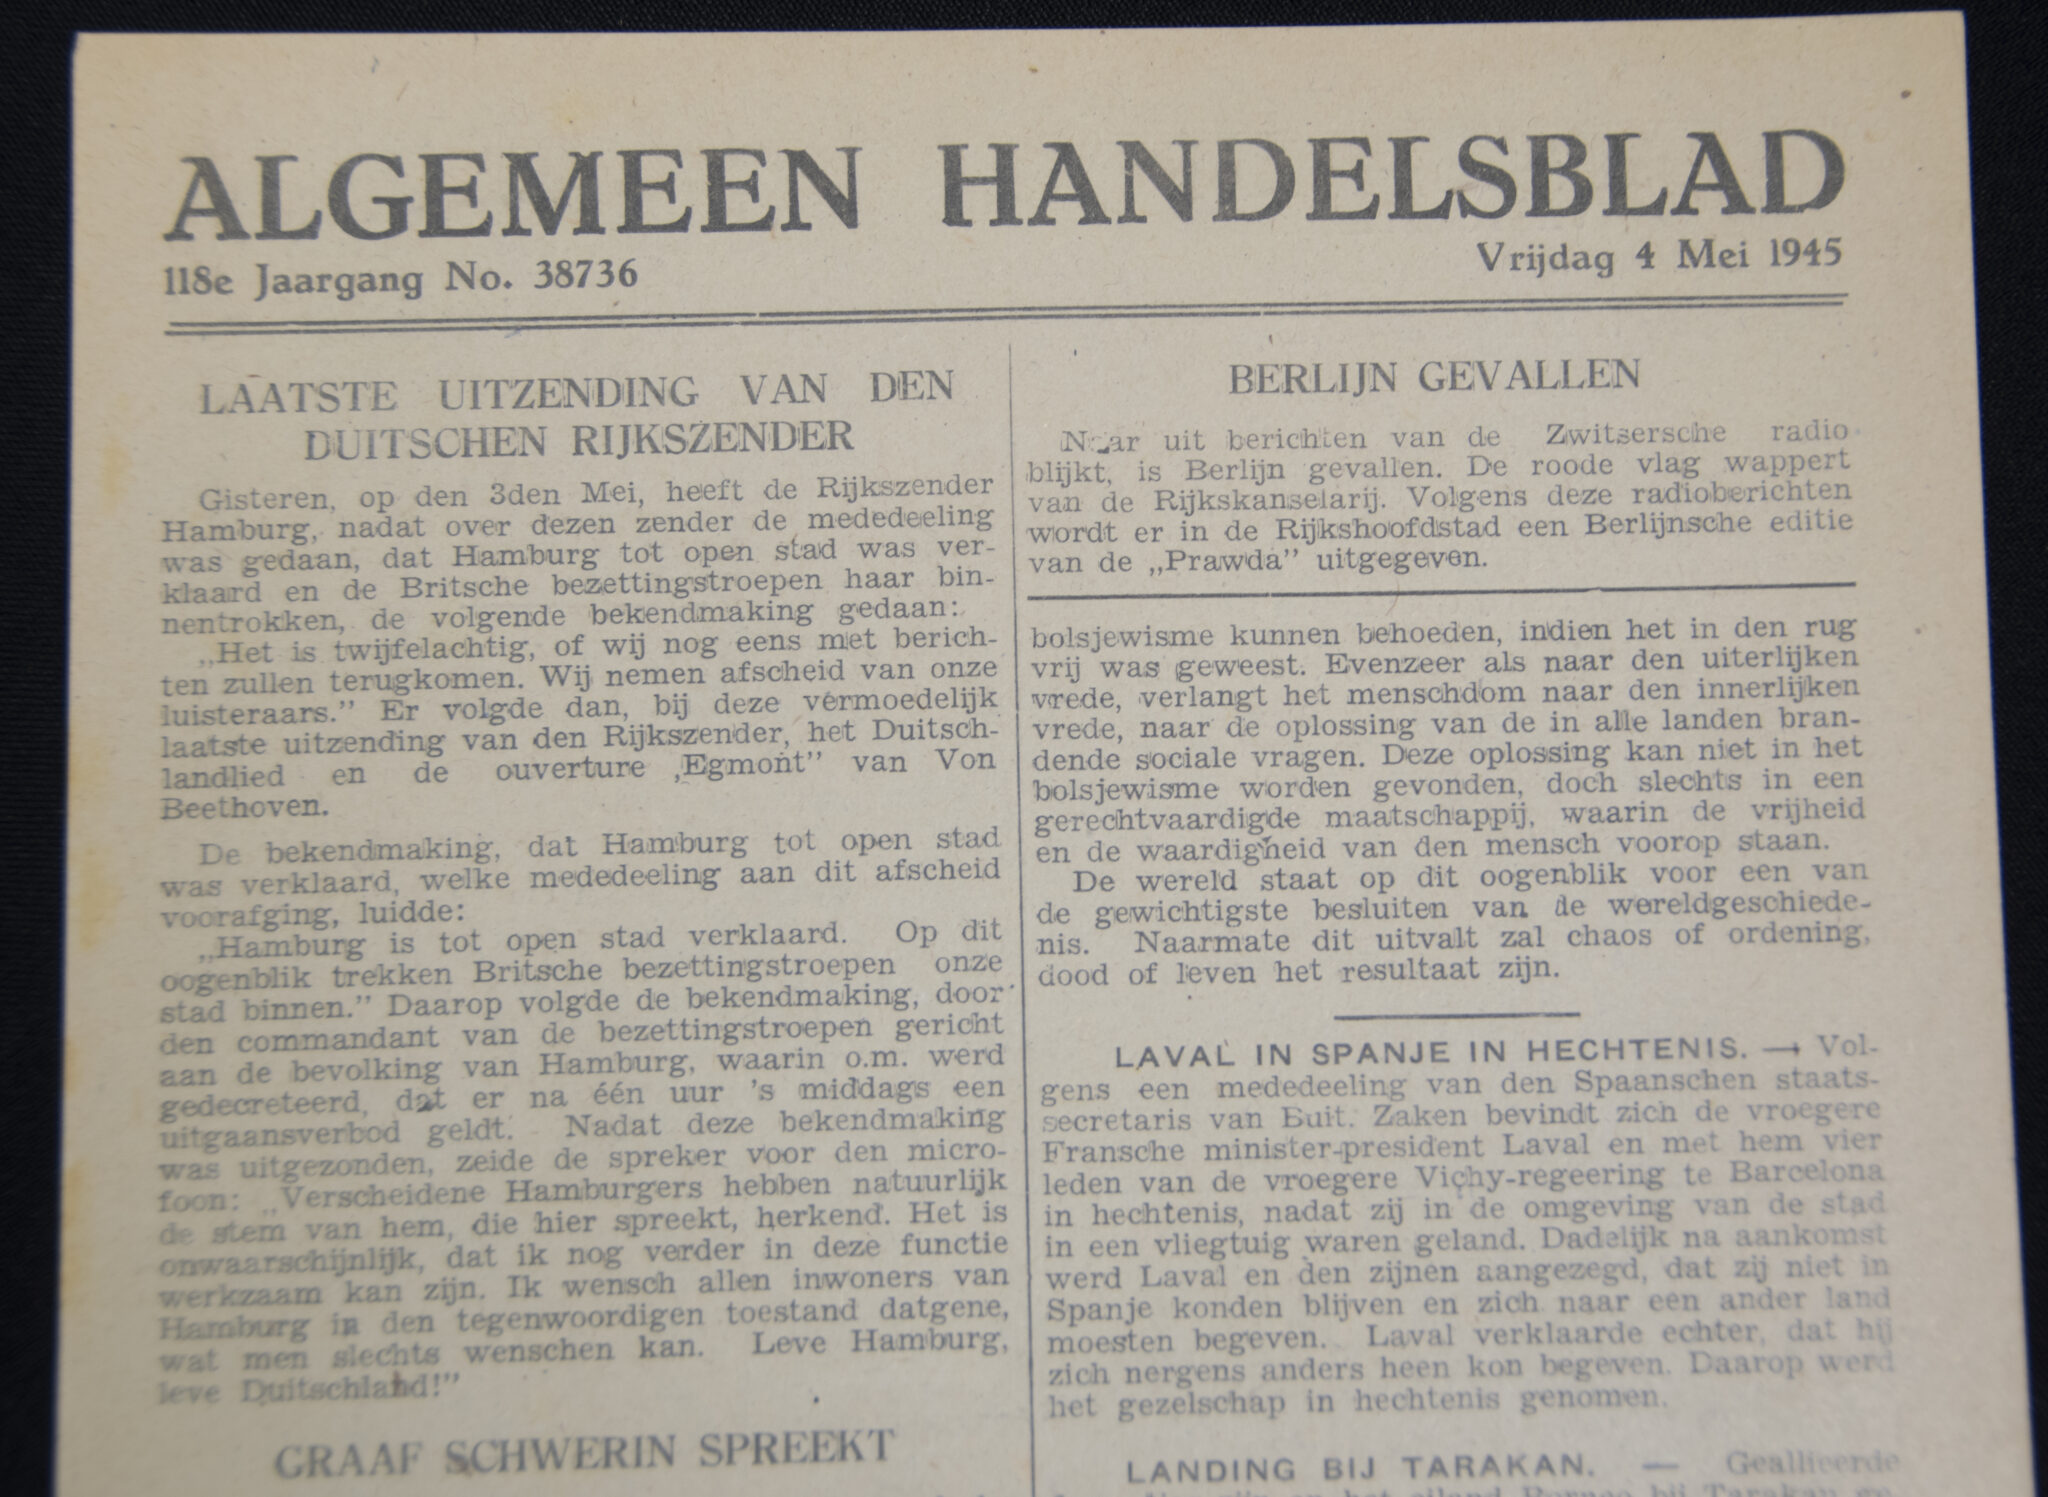 ALGEMEEN HANDELSBLAD
118e Jaargang No. 38736
Vrijdag 4 Mei 1945
LAATSTE UITZENDING VAN DEN
DUITSCHEN RIJKSZENDER
Gisteren, op den 3den Mei, heeft de Rijkszender
Hamburg, nadat over dezen zender de mededeeling
was gedaan, dat Hamburg tot open stad was ver-
klaard en de Britsche bezettingstroepen haar bin-
nentrokken, de volgende bekendmaking gedaan:
„Het is twijfelachtig, of wij nog eens met berich-
ten zullen terugkomen. Wij nemen afscheid van onze
luisteraars.” Er volgde dan, bij deze vermoedelijk
laatste uitzending van den Rijkszender, het Duitsch-
landlied en de ouverture ‚Egmont” van Von
Beethoven.
De bekendmaking, dat Hamburg tot open stad
was verklaard, welke mededeeling aan dit afscheid
voorafging, luidde:
„Hamburg is tot open stad verklaard. Op dit
oogenblik trekken Britsche bezettingstroepen onze
stad binnen.” Daarop volgde de bekendmaking, door
den commandant van de bezettingstroepen gericht
aan de bevolking van Hamburg, waarin o.m. werd
gedecreteerd, dat er na één uur 's middags een
uitgaansverbod geldt. Nadat deze bekendmaking
was uitgezonden, zeide de spreker voor den micro-
foon: „Verscheidene Hamburgers hebben natuurlijk
de stem van hem, die hier spreekt, herkend. Het is
onwaarschijnlijk, dat ik nog verder in deze functie
werkzaam kan zijn. Ik wensch allen inwoners van
Hamburg in den tegenwoordigen toestand datgene,
wat men slechts wenschen kan. Leve Hamburg,
leve Duitschland!”
GRAAF SCHWERIN SPREEKT
BERLIJN GEVALLEN
Naar uit berichten van de Zwitsersche radio
blijkt, is Berlijn gevallen. De roode vlag wappert
van de Rijkskanselarij. Volgens deze radioberichten
wordt er in de Rijkshoofdstad een Berlijnsche editie
van de „Prawda” uitgegeven.
bolsjewisme kunnen behoeden, indien het in den rug
vrij was geweest. Evenzeer als naar den uiterlijken
vrede, verlangt het menschdom naar den innerlijken
vrede, naar de oplossing van de in alle landen bran-
dende sociale vragen. Deze oplossing kan niet in het
bolsjewisme worden gevonden, doch slechts in een
gerechtvaardigde maatschappij, waarin de vrijheid
en de waardigheid van den mensch voorop staan.
De wereld staat op dit oogenblik voor een van
de gewichtigste besluiten van de wereldgeschiede-
nis. Naarmate dit uitvalt zal chaos of ordening,
dood of leven het resultaat zijn.
LAVAL IN SPANJE IN HECHTENIS. — Vol-
gens een mededeeling van den Spaanschen staats-
secretaris van Buit. Zaken bevindt zich de vroegere
Fransche minister-president Laval en met hem vier
leden van de vroegere Vichy-regeering te Barcelona
in hechtenis, nadat zij in de omgeving van de stad
in een vliegtuig waren geland. Dadelijk na aankomst
werd Laval en den zijnen aangezegd, dat zij niet in
Spanje konden blijven en zich naar een ander land
moesten begeven. Laval verklaarde echter, dat hij
zich nergens anders heen kon begeven. Daarop werd
het gezelschap in hechtenis genomen.
LANDING BIJ TARAKAN. — Geallieerde